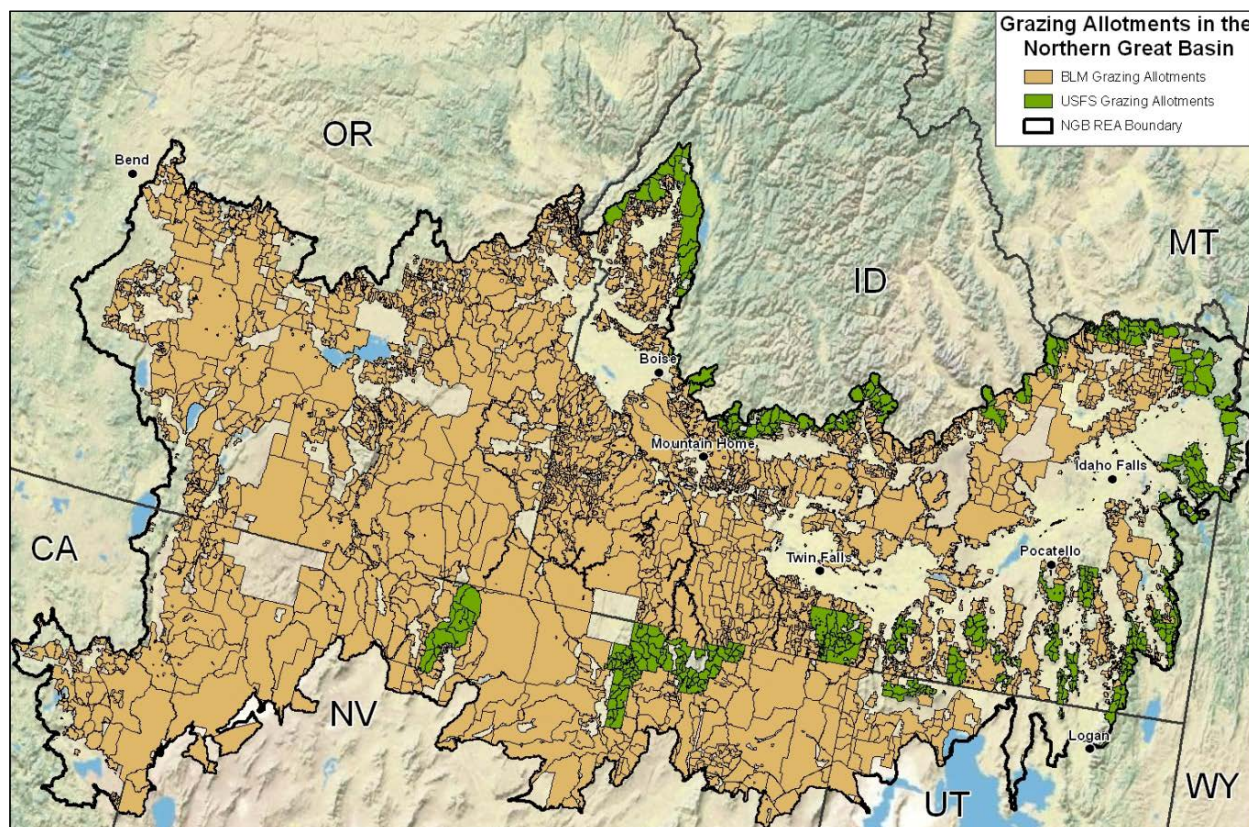 Grazing Allotments in the
Northern Great Basin
BLM Grazing Allotments
USFS Grazing Allotments
NGB REA Boundary
OR
Bend
MT
ID
Boise
Mountain Home
Idaho Falls
CA
Twin Falls
Pocatello
NV
Logan
UT
WY